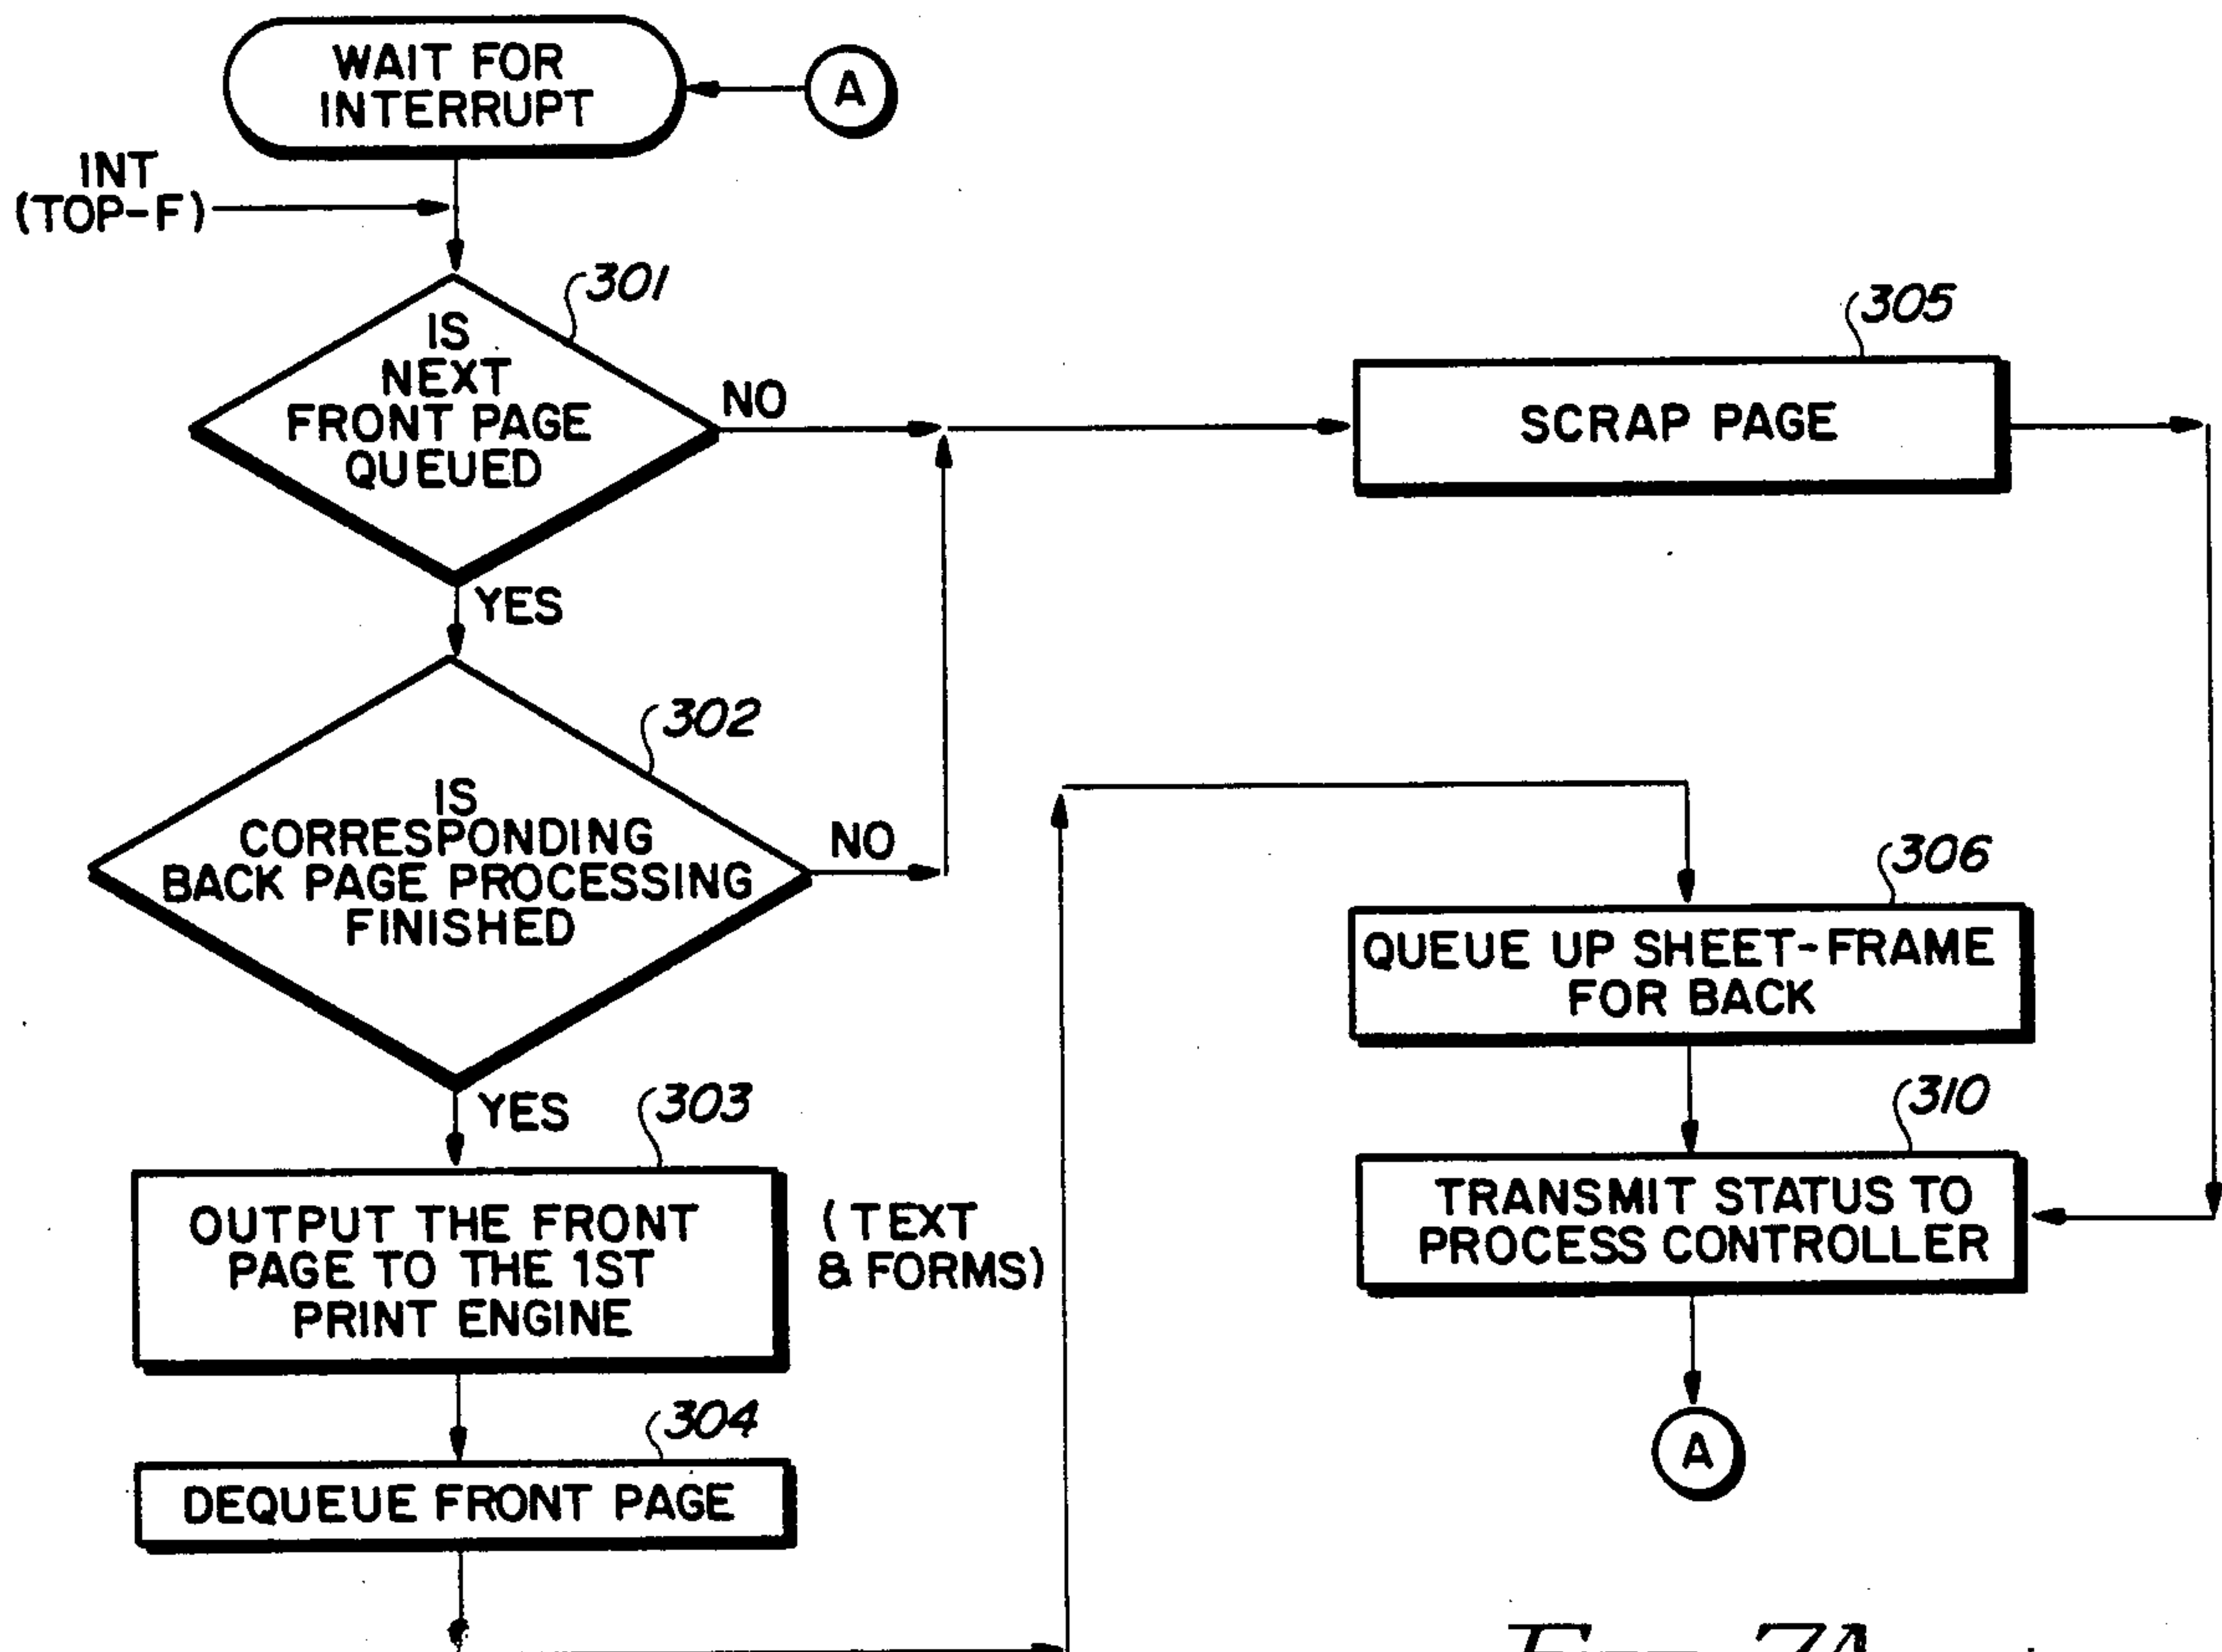 WAIT FOR
INTERRUPT
A
INT
(TOP-F)
301
IS
NEXT
FRONT PAGE
QUEUED
NO
YES
305
SCRAP PAGE
302
IS
CORRESPONDING
BACK PAGE PROCESSING
FINISHED
NO
YES
303
OUTPUT THE FRONT
PAGE TO THE 1ST
PRINT ENGINE
(TEXT
& FORMS)
304
DEQUEUE FRONT PAGE
306
QUEUE UP SHEET-FRAME
FOR BACK
310
TRANSMIT STATUS TO
PROCESS CONTROLLER
A